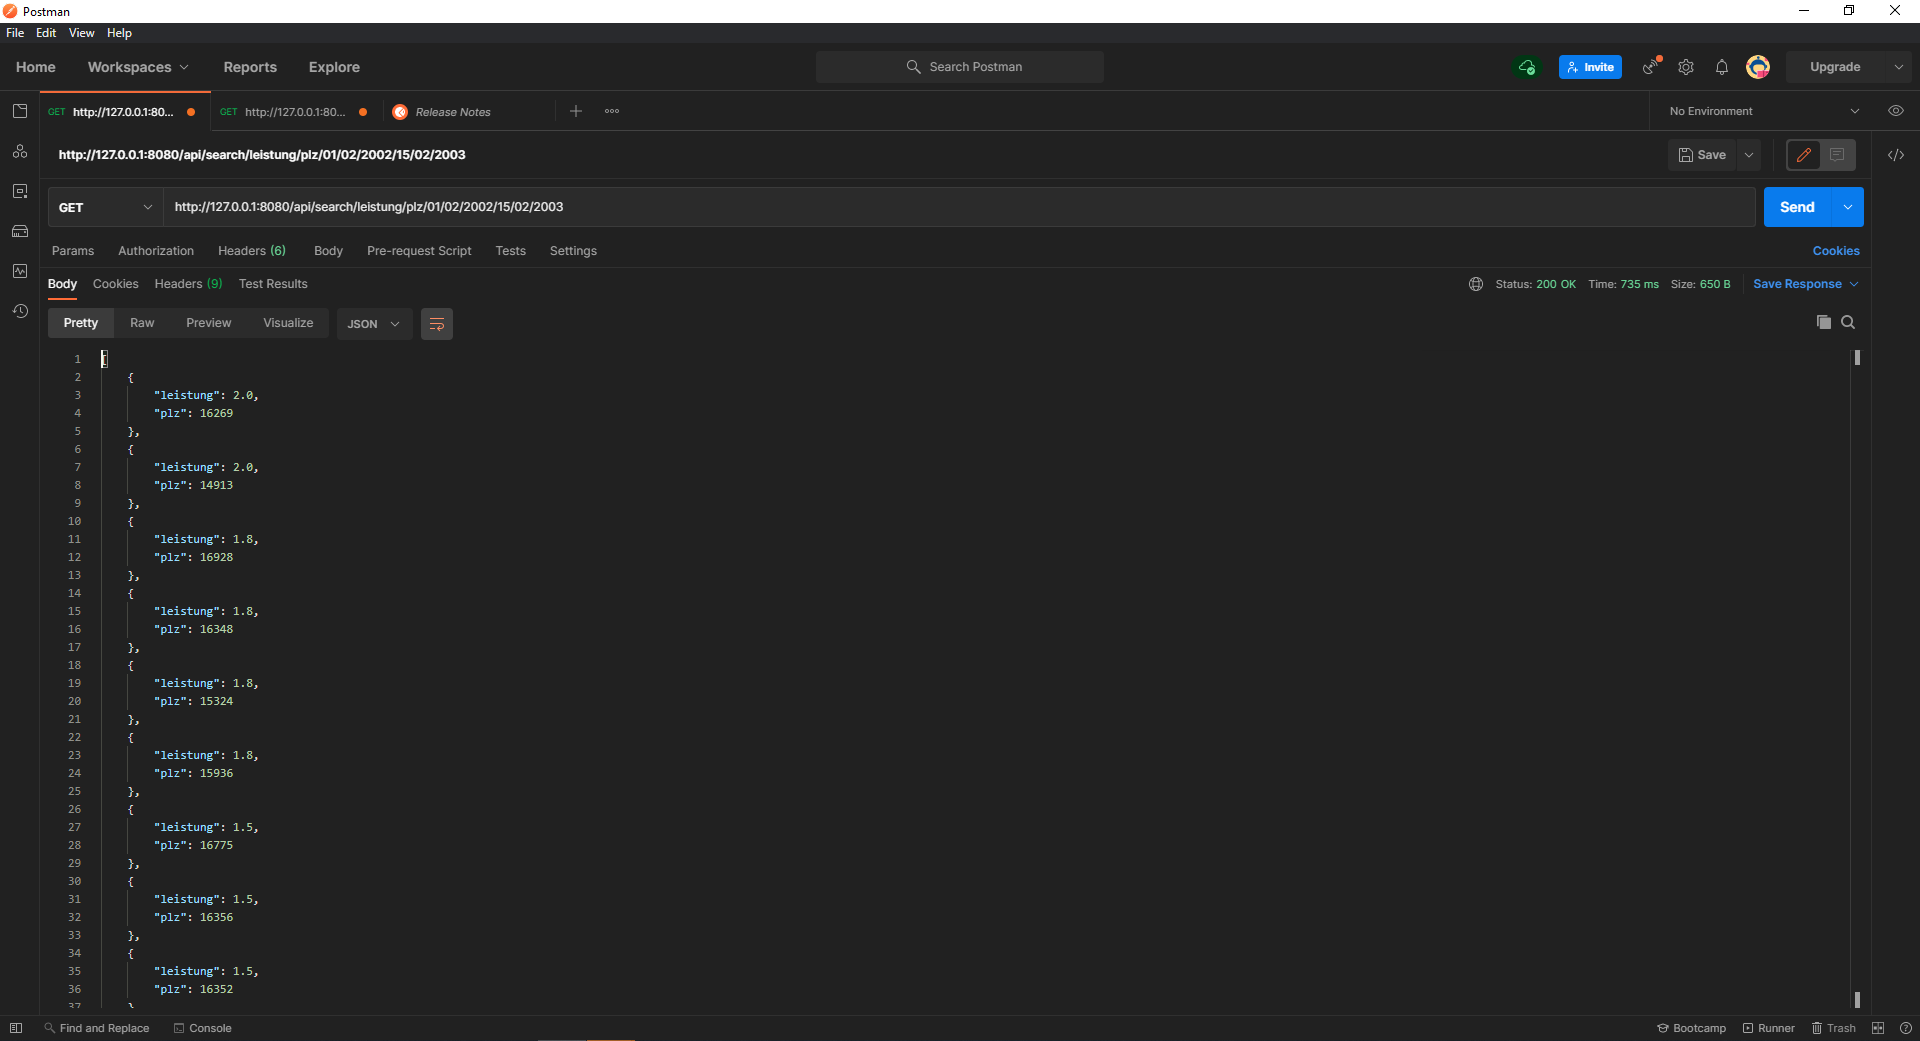 Postman
File Edit View Help
Home Workspaces Reports Explore Search Postman Invite Upgrade
GET http://127.0.0.1:80... GET http://127.0.0.1:80... Release Notes No Environment
http://127.0.0.1:8080/api/search/leistung/plz/01/02/2002/15/02/2003 Save
GET http://127.0.0.1:8080/api/search/leistung/plz/01/02/2002/15/02/2003 Send
Params Authorization Headers (6) Body Pre-request Script Tests Settings Cookies
Body Cookies Headers (9) Test Results Status: 200 OK Time: 735 ms Size: 650 B Save Response
Pretty Raw Preview Visualize JSON
1 [
2 {
3 "leistung": 2.0,
4 "plz": 16269
5 },
6 {
7 "leistung": 2.0,
8 "plz": 14913
9 },
10 {
11 "leistung": 1.8,
12 "plz": 16928
13 },
14 {
15 "leistung": 1.8,
16 "plz": 16348
17 },
18 {
19 "leistung": 1.8,
20 "plz": 15324
21 },
22 {
23 "leistung": 1.8,
24 "plz": 15936
25 },
26 {
27 "leistung": 1.5,
28 "plz": 16775
29 },
30 {
31 "leistung": 1.5,
32 "plz": 16356
33 },
34 {
35 "leistung": 1.5,
36 "plz": 16352
37 }
Find and Replace Console Bootcamp Runner Trash